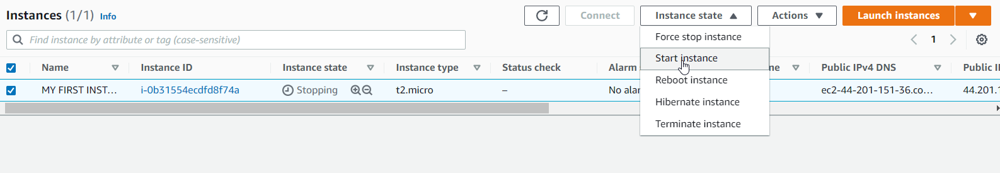 Instances (1/1) Info
Connect
Instance state
Actions
Launch instances
Find instance by attribute or tag (case-sensitive)
1
Force stop instance
Start instance
Reboot instance
Hibernate instance
Terminate instance
Name Instance ID Instance state Instance type Status check Alarm Public IPv4 DNS Public
MY FIRST INST... i-0b31554ecdfd8f74a Stopping t2.micro – No ec2-44-201-151-36.co... 44.201.